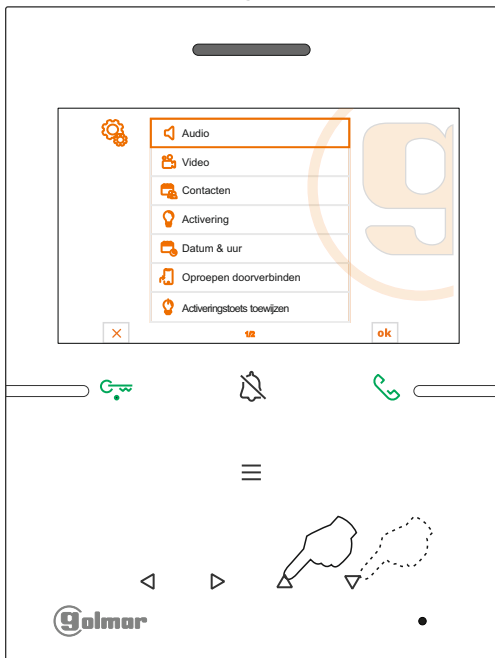 Audio
Video
Contacten
Activering
Datum & uur
Oproepen doorverbinden
Activeringstoets toewijzen
1/2
ok
golmar